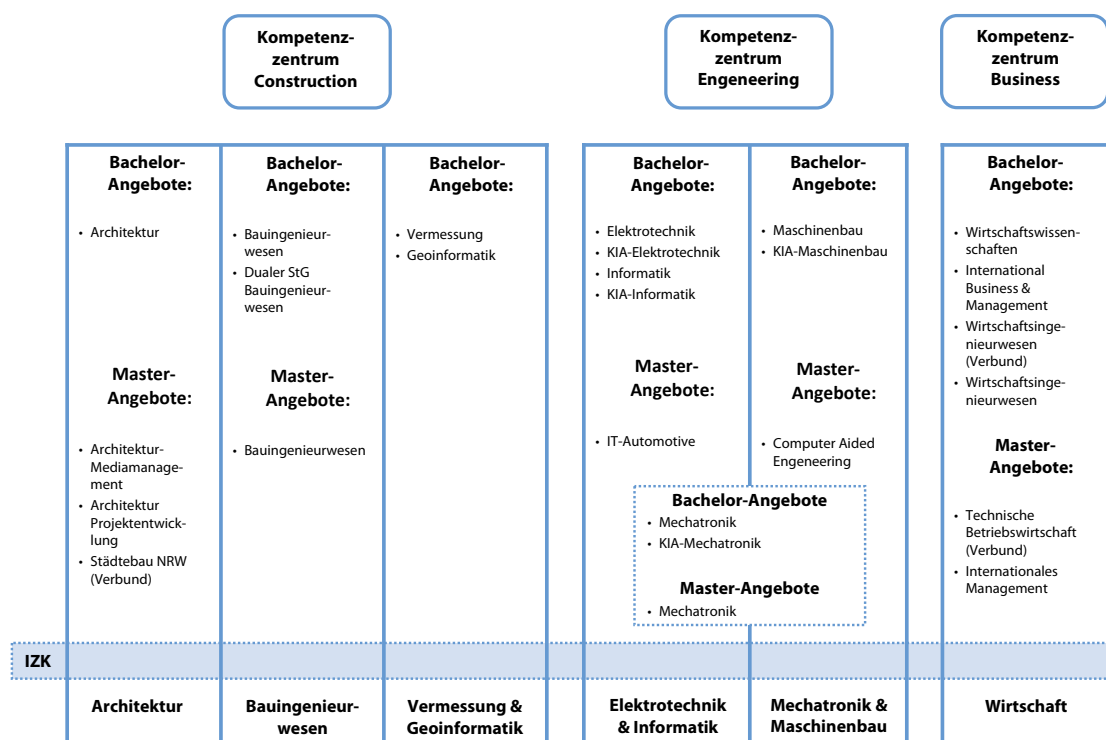 Kompetenz-
zentrum
Construction
Kompetenz-
zentrum
Engeneering
Kompetenz-
zentrum
Business
Bachelor-
Angebote:
• Architektur
Master-
Angebote:
• Architektur-
Mediamanage-
ment
• Architektur
Projektentwick-
lung
• Städtebau NRW
(Verbund)
Bachelor-
Angebote:
• Bauingenieur-
wesen
• Dualer StG
Bauingenieur-
wesen
Master-
Angebote:
• Bauingenieurwesen
Bachelor-
Angebote:
• Vermessung
• Geoinformatik
Bachelor-
Angebote:
• Elektrotechnik
• KIA-Elektrotechnik
• Informatik
• KIA-Informatik
Master-
Angebote:
• IT-Automotive
Bachelor-
Angebote:
• Maschinenbau
• KIA-Maschinenbau
Master-
Angebote:
• Computer Aided
Engeneering
Bachelor-Angebote
• Mechatronik
• KIA-Mechatronik
Master-Angebote
• Mechatronik
Bachelor-
Angebote:
• Wirtschaftswissen-
schaften
• International
Business &
Management
• Wirtschaftsinge-
nieurwesen
(Verbund)
• Wirtschaftsinge-
nieurwesen
Master-
Angebote:
• Technische
Betriebswirtschaft
(Verbund)
• Internationales
Management
IZK
Architektur
Bauingenieur-
wesen
Vermessung &
Geoinformatik
Elektrotechnik
& Informatik
Mechatronik &
Maschinenbau
Wirtschaft